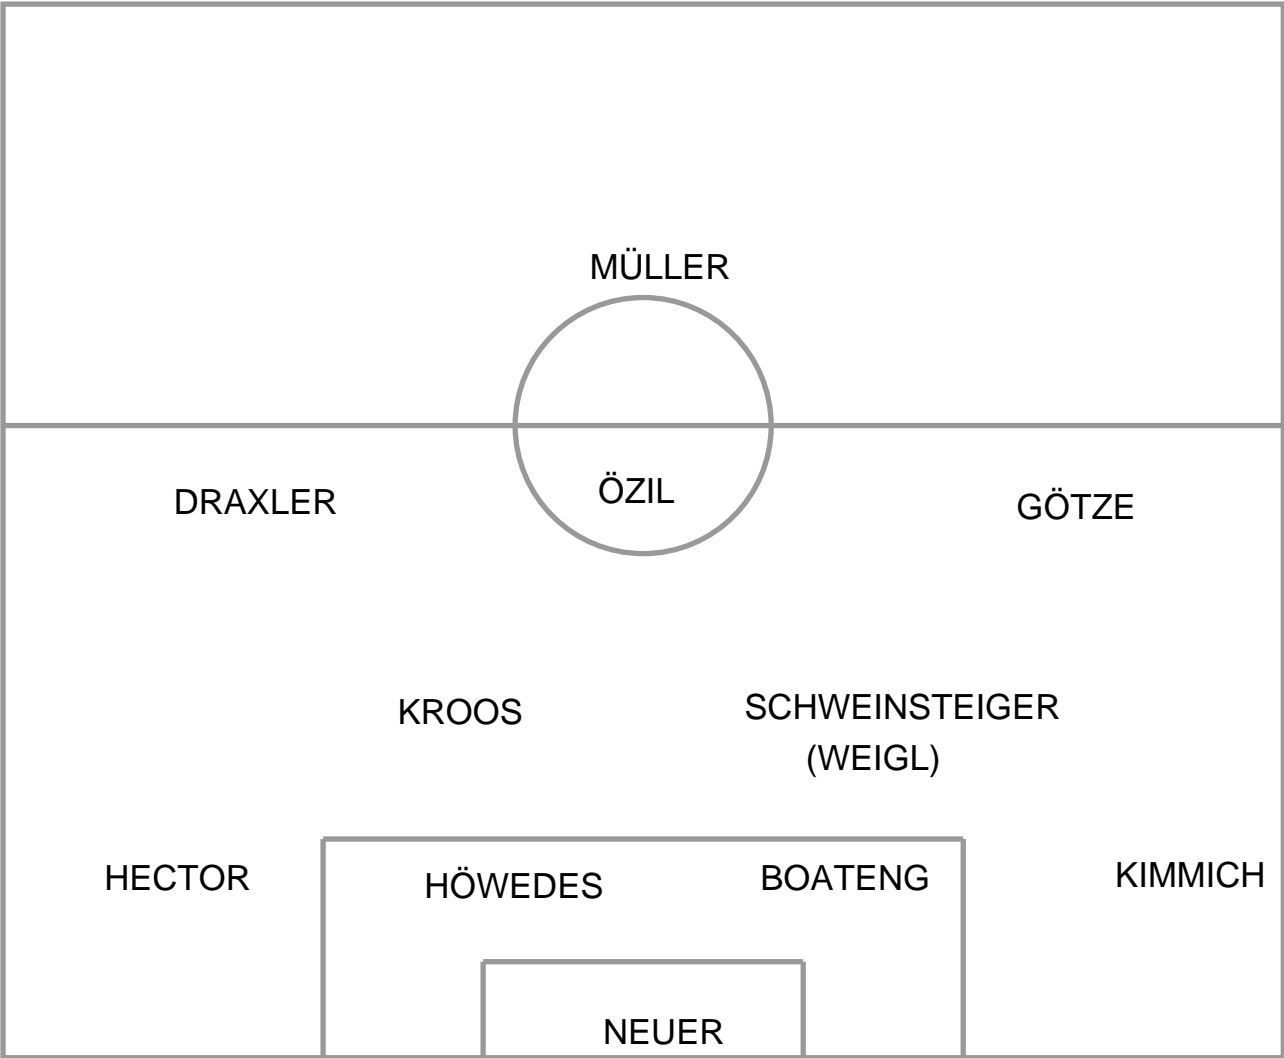 MÜLLER
DRAXLER ÖZIL GÖTZE
KROOS SCHWEINSTEIGER
(WEIGL)
HECTOR HÖWEDES BOATENG KIMMICH
NEUER